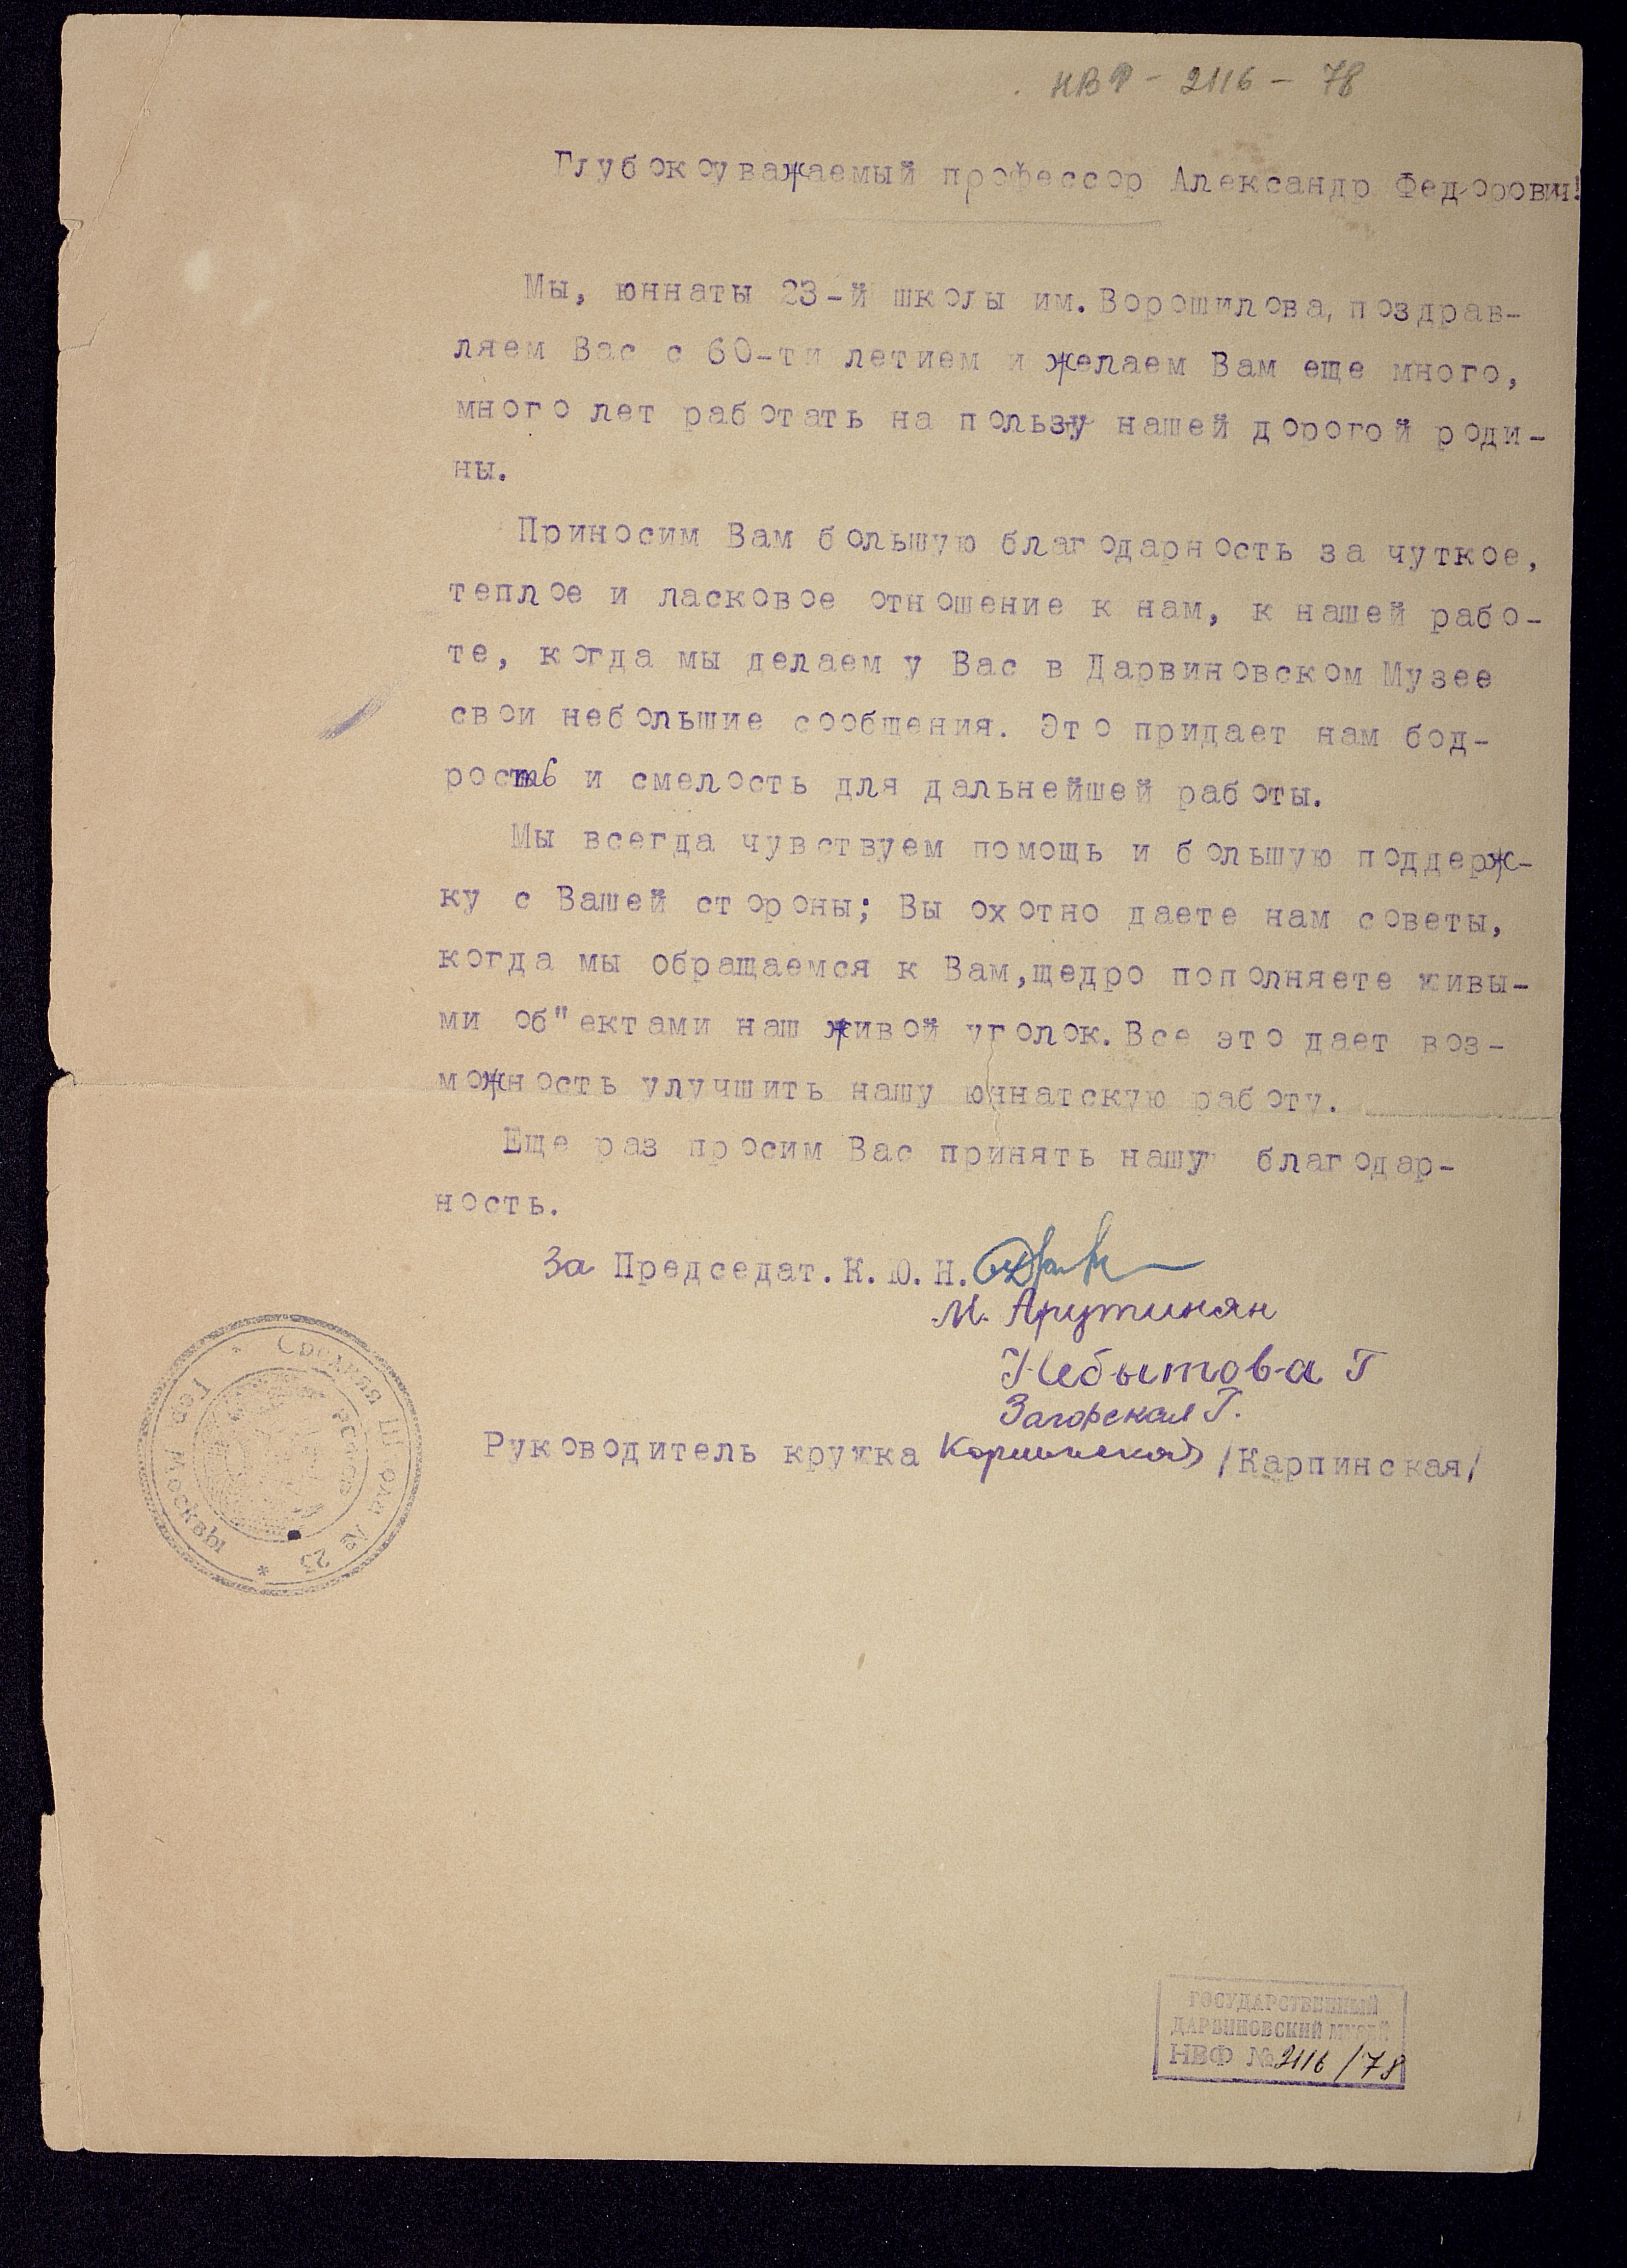 НВФ - 2116 - 78
Глубокоуважаемый профессор Александр Федорович!
Мы, юннаты 23-й школы им. Ворошилова, поздрав-
ляем Вас с 60-ти летием и желаем Вам еще много,
много лет работать на пользу нашей дорогой роди-
ны.
Приносим Вам большую благодарность за чуткое,
теплое и ласковое отношение к нам, к нашей рабо-
те, когда мы делаем у Вас в Дарвиновском Музее
свои небольшие сообщения. Это придает нам бод-
рость и смелость для дальнейшей работы.
Мы всегда чувствуем помощь и большую поддерж-
ку с Вашей стороны; Вы охотно даете нам советы,
когда мы обращаемся к Вам, щедро пополняете живы-
ми об"ектами наш живой уголок. Все это дает воз-
можность улучшить нашу юннатскую работу.
Еще раз просим Вас принять нашу благодар-
ность.
За Председат. К. Ю. Н.
М. Арутинян
Небытова Т
Загорская Т.
Руководитель кружка Карпинская /Карпинская/
* Средняя Школа № 23 *
гор Москвы
ГОСУДАРСТВЕННЫЙ
ДАРВИНОВСКИЙ МУЗЕЙ
НВФ № 2116/78